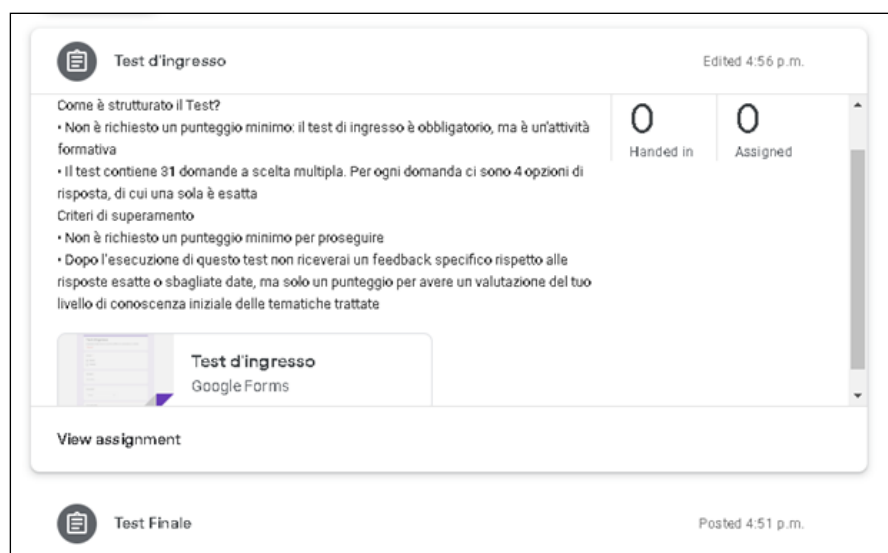 Test d'ingresso
Edited 4:56 p.m.
Come è strutturato il Test?
• Non è richiesto un punteggio minimo: il test di ingresso è obbligatorio, ma è un'attività
formativa
• Il test contiene 31 domande a scelta multipla. Per ogni domanda ci sono 4 opzioni di
risposta, di cui una sola è esatta
Criteri di superamento
• Non è richiesto un punteggio minimo per proseguire
• Dopo l'esecuzione di questo test non riceverai un feedback specifico rispetto alle
risposte esatte o sbagliate date, ma solo un punteggio per avere un valutazione del tuo
livello di conoscenza iniziale delle tematiche trattate
0
Handed in
0
Assigned
Test d'ingresso
Google Forms
View assignment
Test Finale
Posted 4:51 p.m.